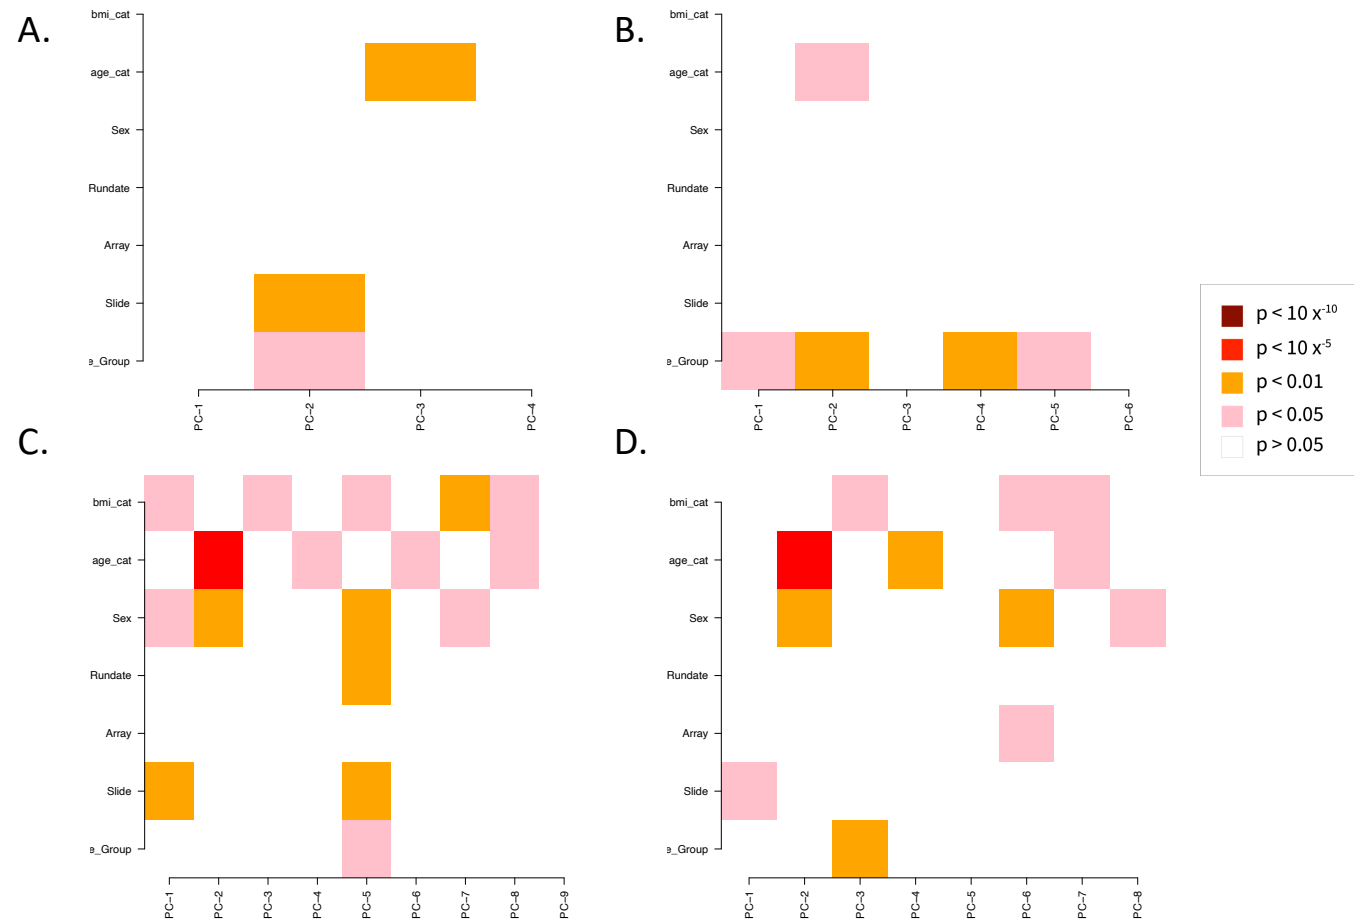 A.
bmi_cat
age_cat
Sex
Rundate
Array
Slide
e_Group
PC-1
PC-2
PC-3
PC-4
B.
bmi_cat
age_cat
Sex
Rundate
Array
Slide
e_Group
PC-1
PC-2
PC-3
PC-4
PC-5
PC-6
p < 10 x-10
p < 10 x-5
p < 0.01
p < 0.05
p > 0.05
C.
bmi_cat
age_cat
Sex
Rundate
Array
Slide
e_Group
PC-1
PC-2
PC-3
PC-4
PC-5
PC-6
PC-7
PC-8
PC-9
D.
bmi_cat
age_cat
Sex
Rundate
Array
Slide
e_Group
PC-1
PC-2
PC-3
PC-4
PC-5
PC-6
PC-7
PC-8